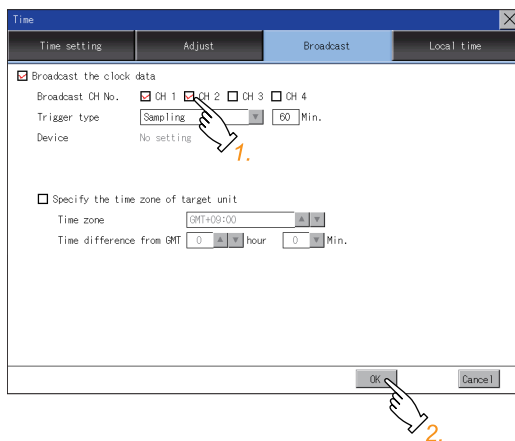 Time
Time setting Adjust Broadcast Local time
Broadcast the clock data
Broadcast CH No. CH 1 CH 2 CH 3 CH 4
Trigger type Sampling 60 Min.
Device No setting
1.
Specify the time zone of target unit
Time zone GMT+09:00
Time difference from GMT 0 hour 0 Min.
OK Cancel
2.